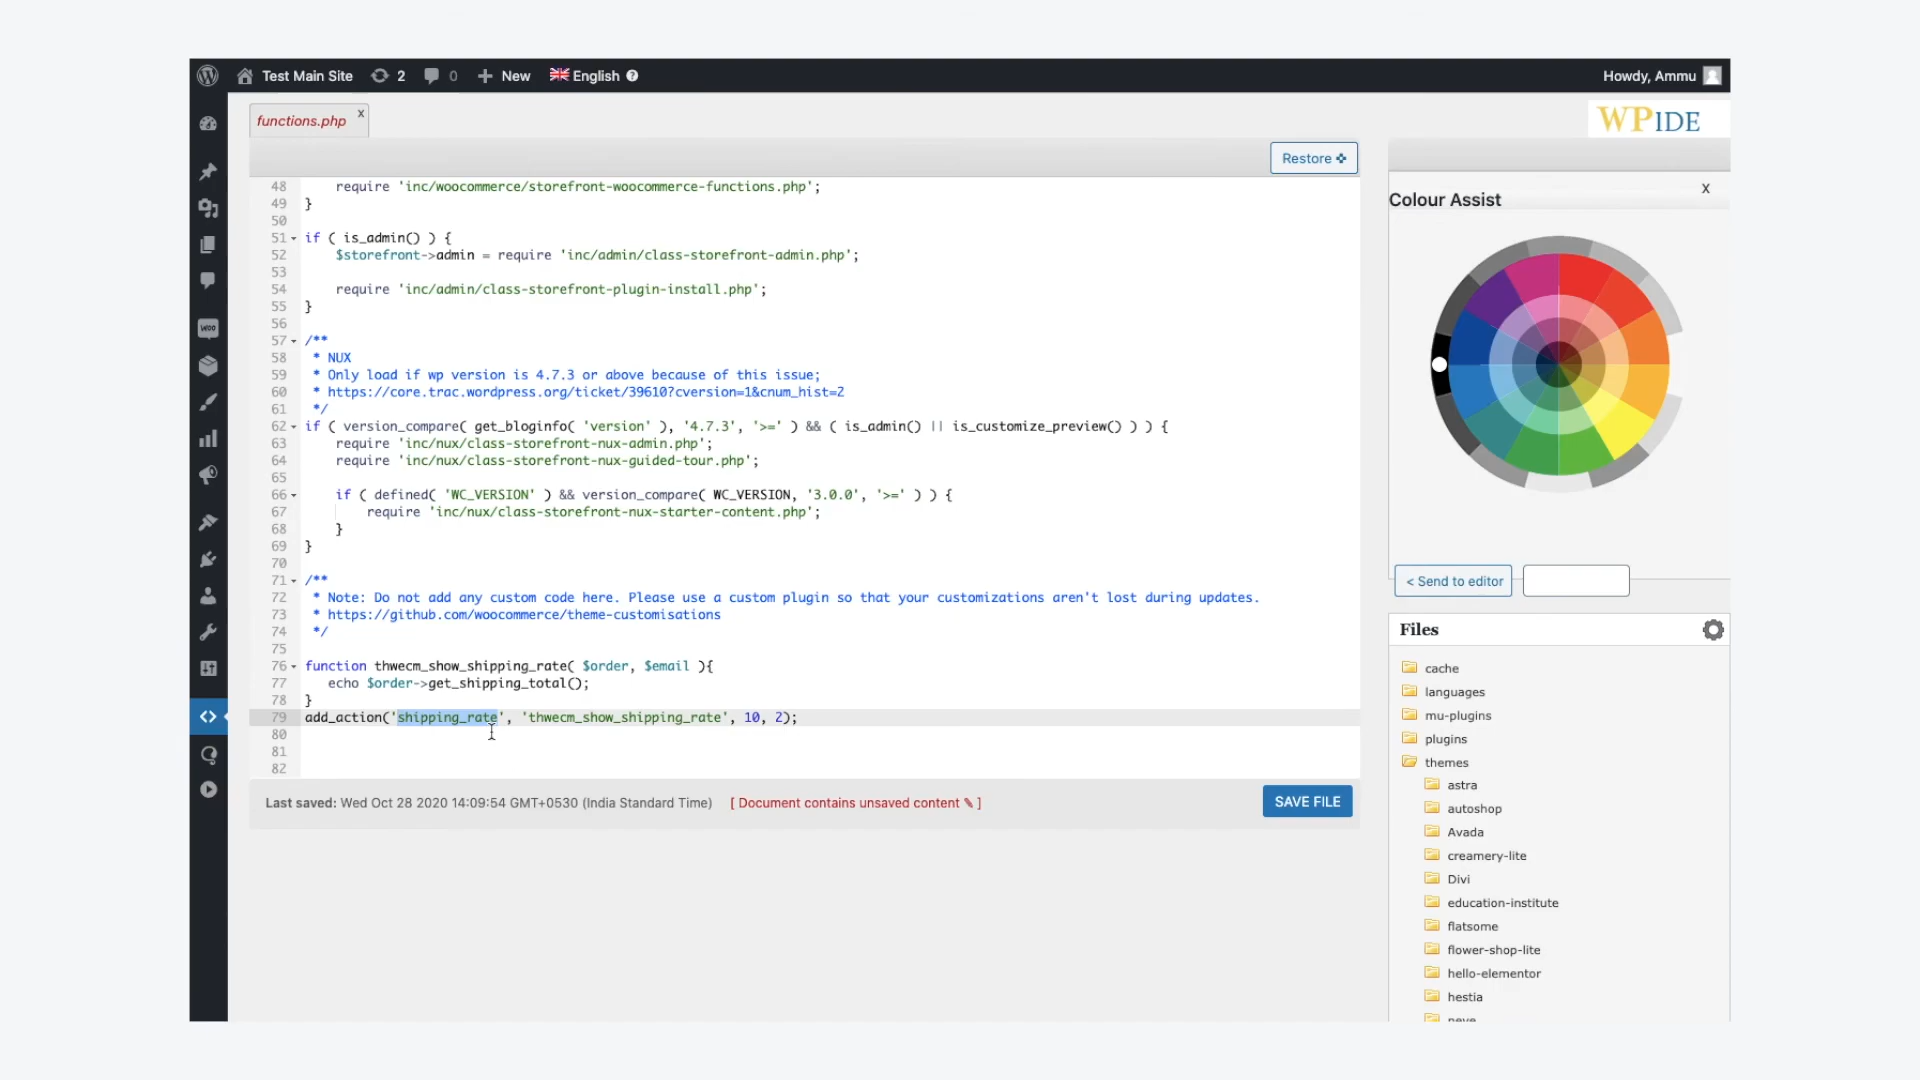 Test Main Site 2 0 New English Howdy, Ammu
functions.php x
WPIDE
Restore
48 require 'inc/woocommerce/storefront-woocommerce-functions.php';
49 }
50
51 if ( is_admin() ) {
52 $storefront->admin = require 'inc/admin/class-storefront-admin.php';
53
54 require 'inc/admin/class-storefront-plugin-install.php';
55 }
56
57 /**
58 * NUX
59 * Only load if wp version is 4.7.3 or above because of this issue;
60 * https://core.trac.wordpress.org/ticket/39610?cversion=1&cnum_hist=2
61 */
62 if ( version_compare( get_bloginfo( 'version' ), '4.7.3', '>=' ) && ( is_admin() || is_customize_preview() ) ) {
63 require 'inc/nux/class-storefront-nux-admin.php';
64 require 'inc/nux/class-storefront-nux-guided-tour.php';
65
66 if ( defined( 'WC_VERSION' ) && version_compare( WC_VERSION, '3.0.0', '>=' ) ) {
67 require 'inc/nux/class-storefront-nux-starter-content.php';
68 }
69 }
70
71 /**
72 * Note: Do not add any custom code here. Please use a custom plugin so that your customizations aren't lost during updates.
73 * https://github.com/woocommerce/theme-customisations
74 */
75
76 function thwecm_show_shipping_rate( $order, $email ){
77 echo $order->get_shipping_total();
78 }
79 add_action('shipping_rate', 'thwecm_show_shipping_rate', 10, 2);
80
81
82
Last saved: Wed Oct 28 2020 14:09:54 GMT+0530 (India Standard Time) [ Document contains unsaved content ✎ ]
SAVE FILE
Woo
x
Colour Assist
< Send to editor
Files
cache
languages
mu-plugins
plugins
themes
astra
autoshop
Avada
creamery-lite
Divi
education-institute
flatsome
flower-shop-lite
hello-elementor
hestia